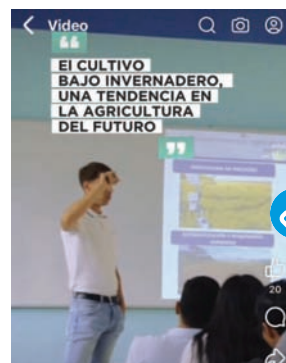 Video
El CULTIVO
BAJO INVERNADERO,
UNA TENDENCIA EN
LA AGRICULTURA
DEL FUTURO
20